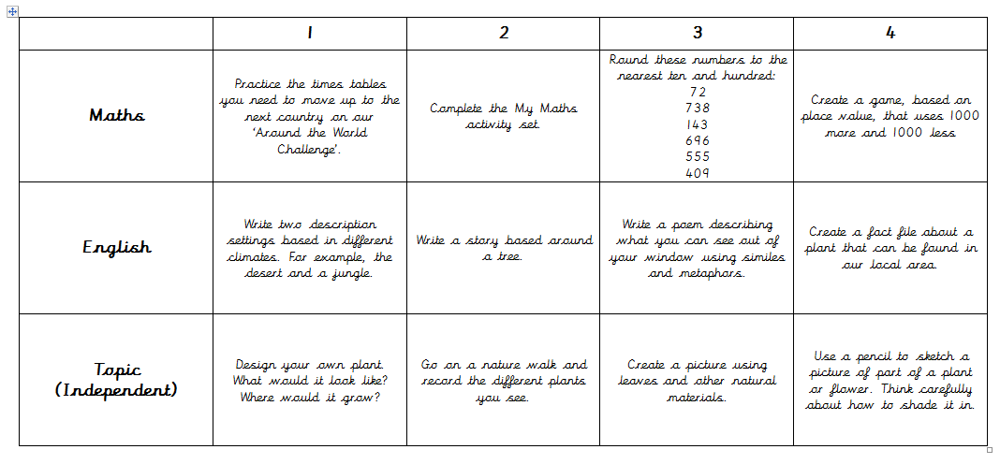 1
2
3
4
Maths
Practice the times tables
you need to move up to the
next country on our
'Around the World
Challenge'.
Complete the My Maths
activity set.
Round these numbers to the
nearest ten and hundred:
72
738
143
696
555
409
Create a game, based on
place value, that uses 1000
more and 1000 less
English
Write two description
settings based in different
climates. For example, the
desert and a jungle.
Write a story based around
a tree.
Write a poem describing
what you can see out of
your window using similes
and metaphors.
Create a fact file about a
plant that can be found in
our local area.
Topic
(Independent)
Design your own plant.
What would it look like?
Where would it grow?
Go on a nature walk and
record the different plants
you see.
Create a picture using
leaves and other natural
materials.
Use a pencil to sketch a
picture of part of a plant
or flower. Think carefully
about how to shade it in.